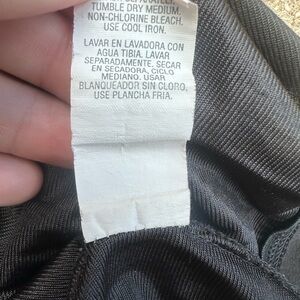 TUMBLE DRY MEDIUM.
NON-CHLORINE BLEACH.
USE COOL IRON.
LAVAR EN LAVADORA CON
AGUA TIBIA. LAVAR
SEPARADAMENTE. SECAR
EN SECADORA, CICLO
MEDIANO. USAR
BLANQUEADOR SIN CLORO.
USE PLANCHA FRIA.